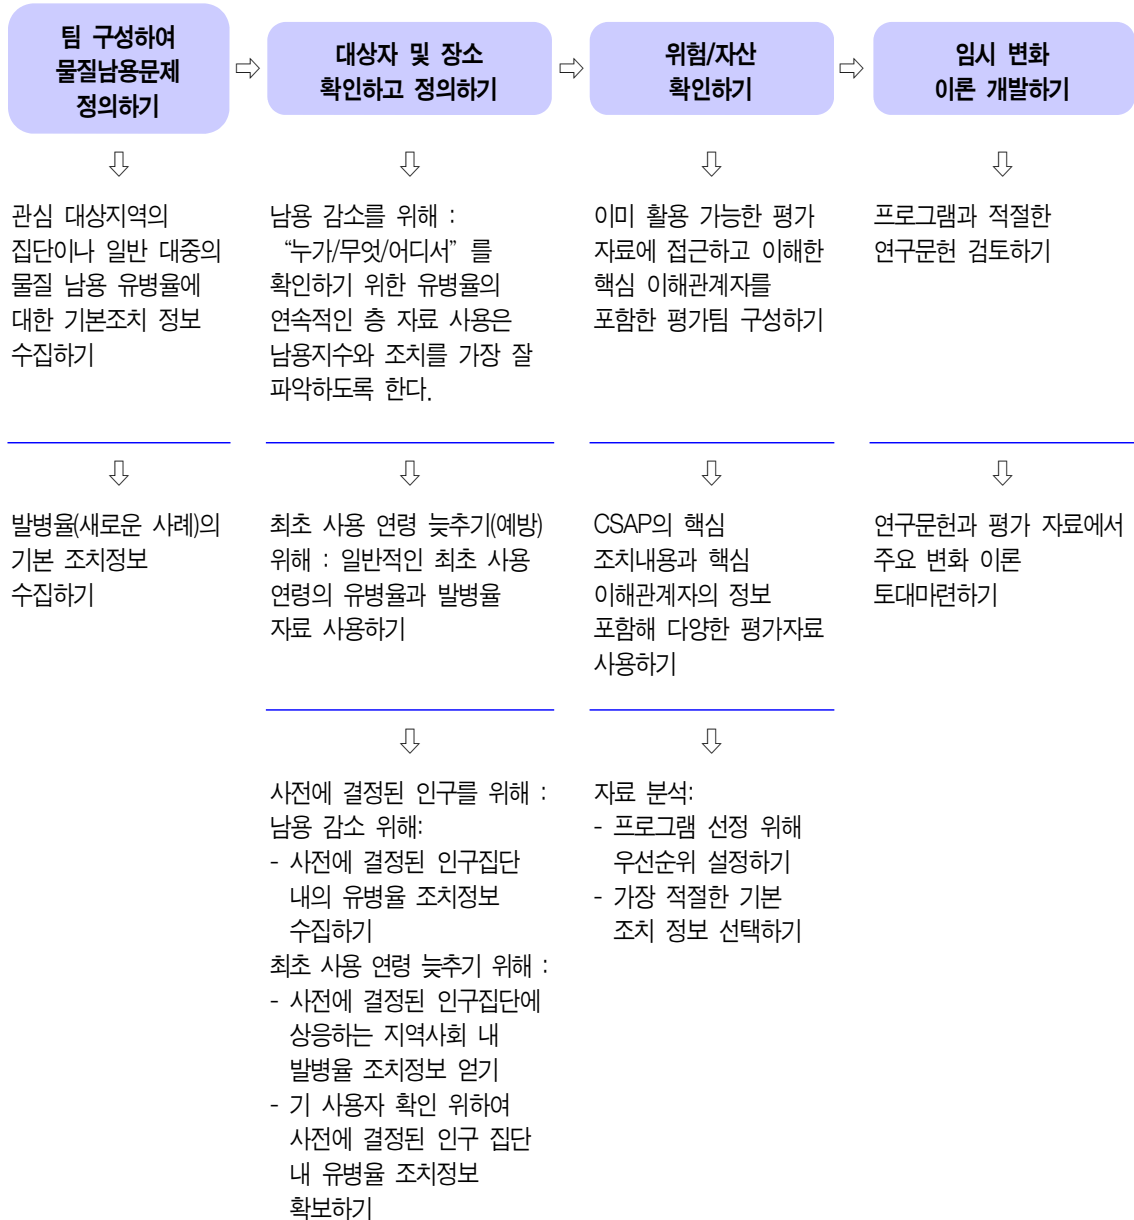 팀 구성하여
물질남용문제
정의하기
⇨
대상자 및 장소
확인하고 정의하기
⇨
위험/자산
확인하기
⇨
임시 변화
이론 개발하기
⇩
관심 대상지역의
집단이나 일반 대중의
물질 남용 유병율에
대한 기본조치 정보
수집하기
⇩
발병율(새로운 사례)의
기본 조치정보
수집하기
⇩
남용 감소를 위해 :
“누가/무엇/어디서”를
확인하기 위한 유병율의
연속적인 층 자료 사용은
남용지수와 조치를 가장 잘
파악하도록 한다.
⇩
최초 사용 연령 늦추기(예방)
위해 : 일반적인 최초 사용
연령의 유병율과 발병율
자료 사용하기
⇩
사전에 결정된 인구를 위해 :
남용 감소 위해:
- 사전에 결정된 인구집단
내의 유병율 조치정보
수집하기
최초 사용 연령 늦추기 위해 :
- 사전에 결정된 인구집단에
상응하는 지역사회 내
발병율 조치정보 얻기
- 기 사용자 확인 위하여
사전에 결정된 인구 집단
내 유병율 조치정보
확보하기
⇩
이미 활용 가능한 평가
자료에 접근하고 이해한
핵심 이해관계자를
포함한 평가팀 구성하기
⇩
CSAP의 핵심
조치내용과 핵심
이해관계자의 정보
포함해 다양한 평가자료
사용하기
⇩
자료 분석:
- 프로그램 선정 위해
우선순위 설정하기
- 가장 적절한 기본
조치 정보 선택하기
⇩
프로그램과 적절한
연구문헌 검토하기
⇩
연구문헌과 평가 자료에서
주요 변화 이론
토대마련하기